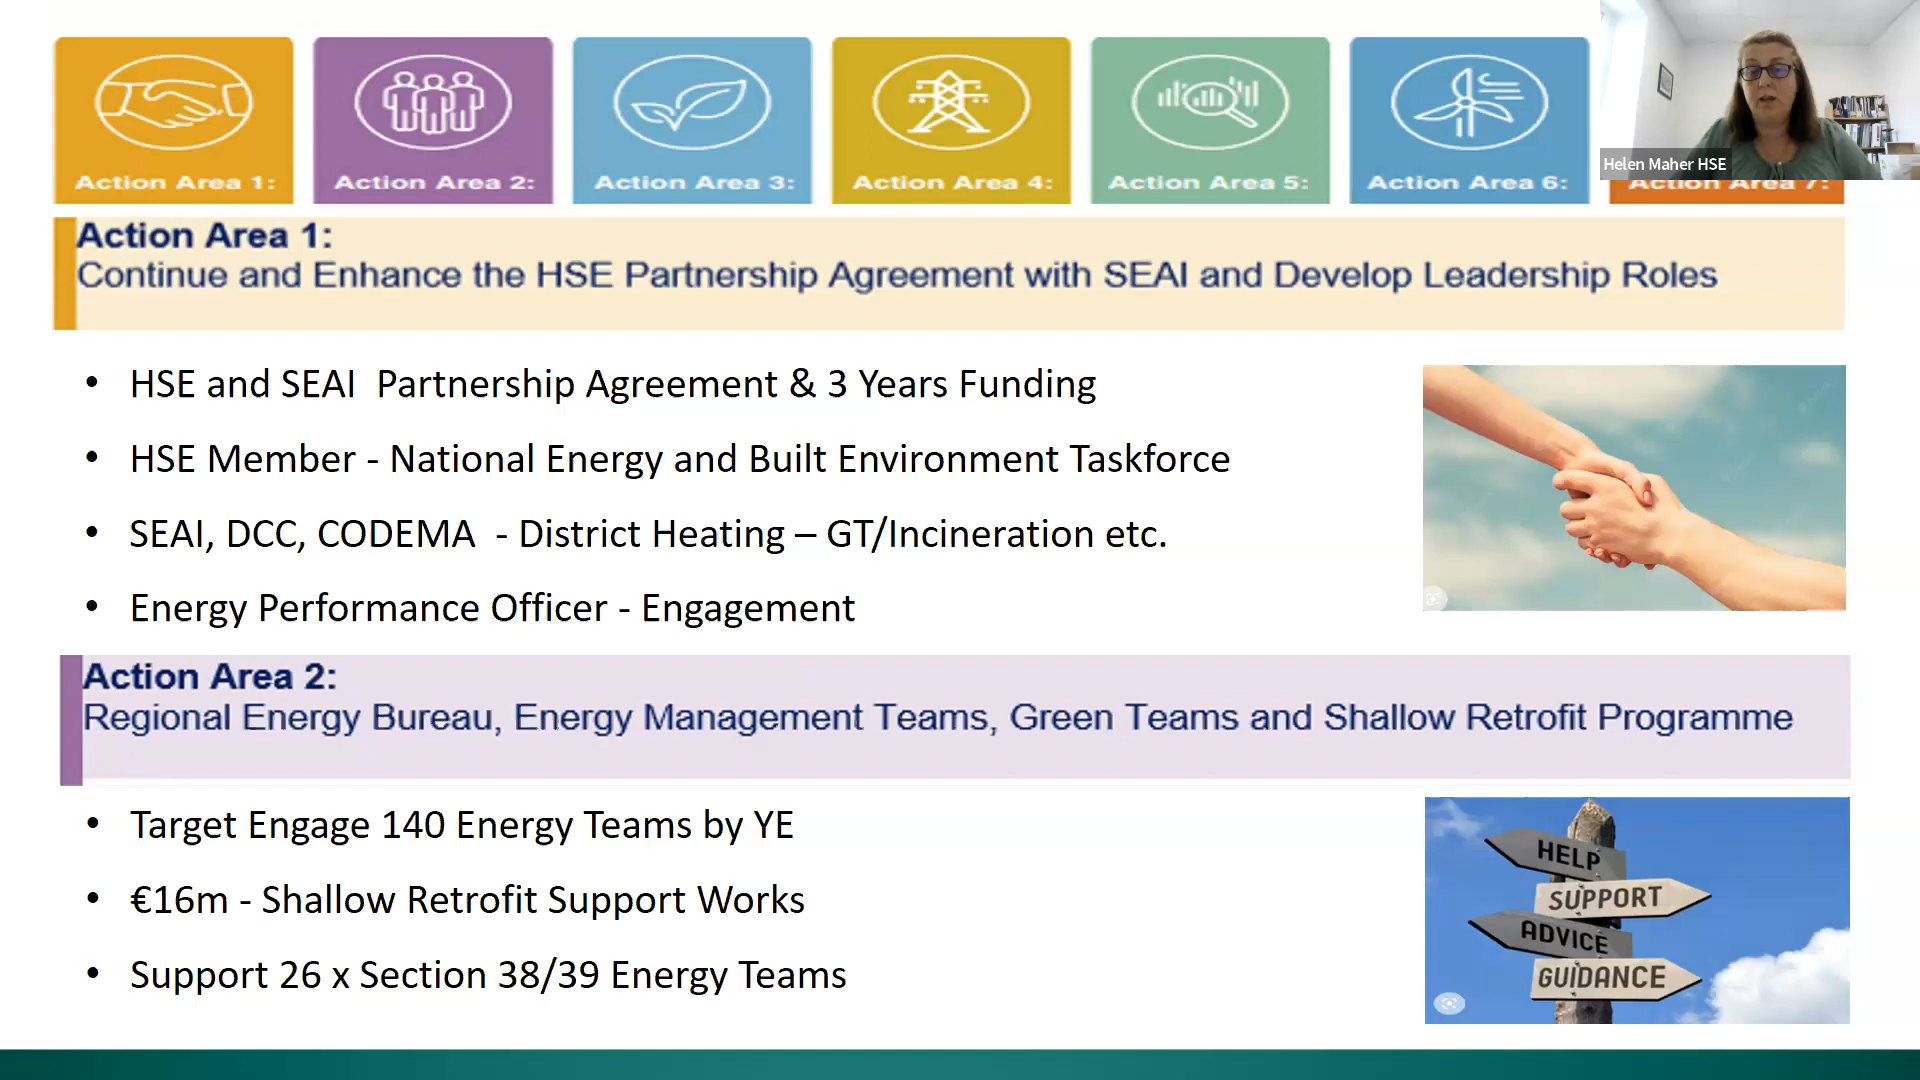 Action Area 1:
Action Area 2:
Action Area 3:
Action Area 4:
Action Area 5:
Action Area 6:
Action Area 7:
Helen Maher HSE
Action Area 1:
Continue and Enhance the HSE Partnership Agreement with SEAI and Develop Leadership Roles
• HSE and SEAI  Partnership Agreement & 3 Years Funding
• HSE Member - National Energy and Built Environment Taskforce
• SEAI, DCC, CODEMA  - District Heating – GT/Incineration etc.
• Energy Performance Officer - Engagement
Action Area 2:
Regional Energy Bureau, Energy Management Teams, Green Teams and Shallow Retrofit Programme
• Target Engage 140 Energy Teams by YE
• €16m - Shallow Retrofit Support Works
• Support 26 x Section 38/39 Energy Teams
HELP
SUPPORT
ADVICE
GUIDANCE